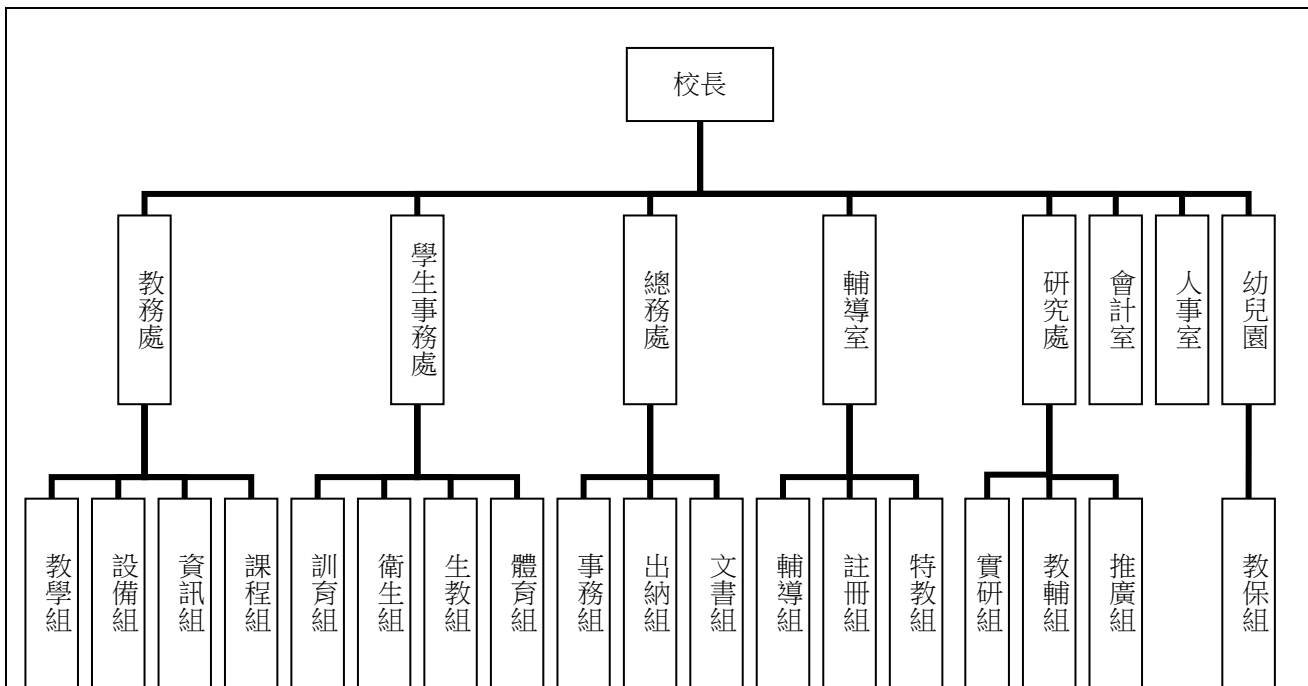 校長
教務處
學生事務處
總務處
輔導室
研究處
會計室
人事室
幼兒園
教學組
設備組
資訊組
課程組
訓育組
衛生組
生教組
體育組
事務組
出納組
文書組
輔導組
註冊組
特教組
實研組
教輔組
推廣組
教保組